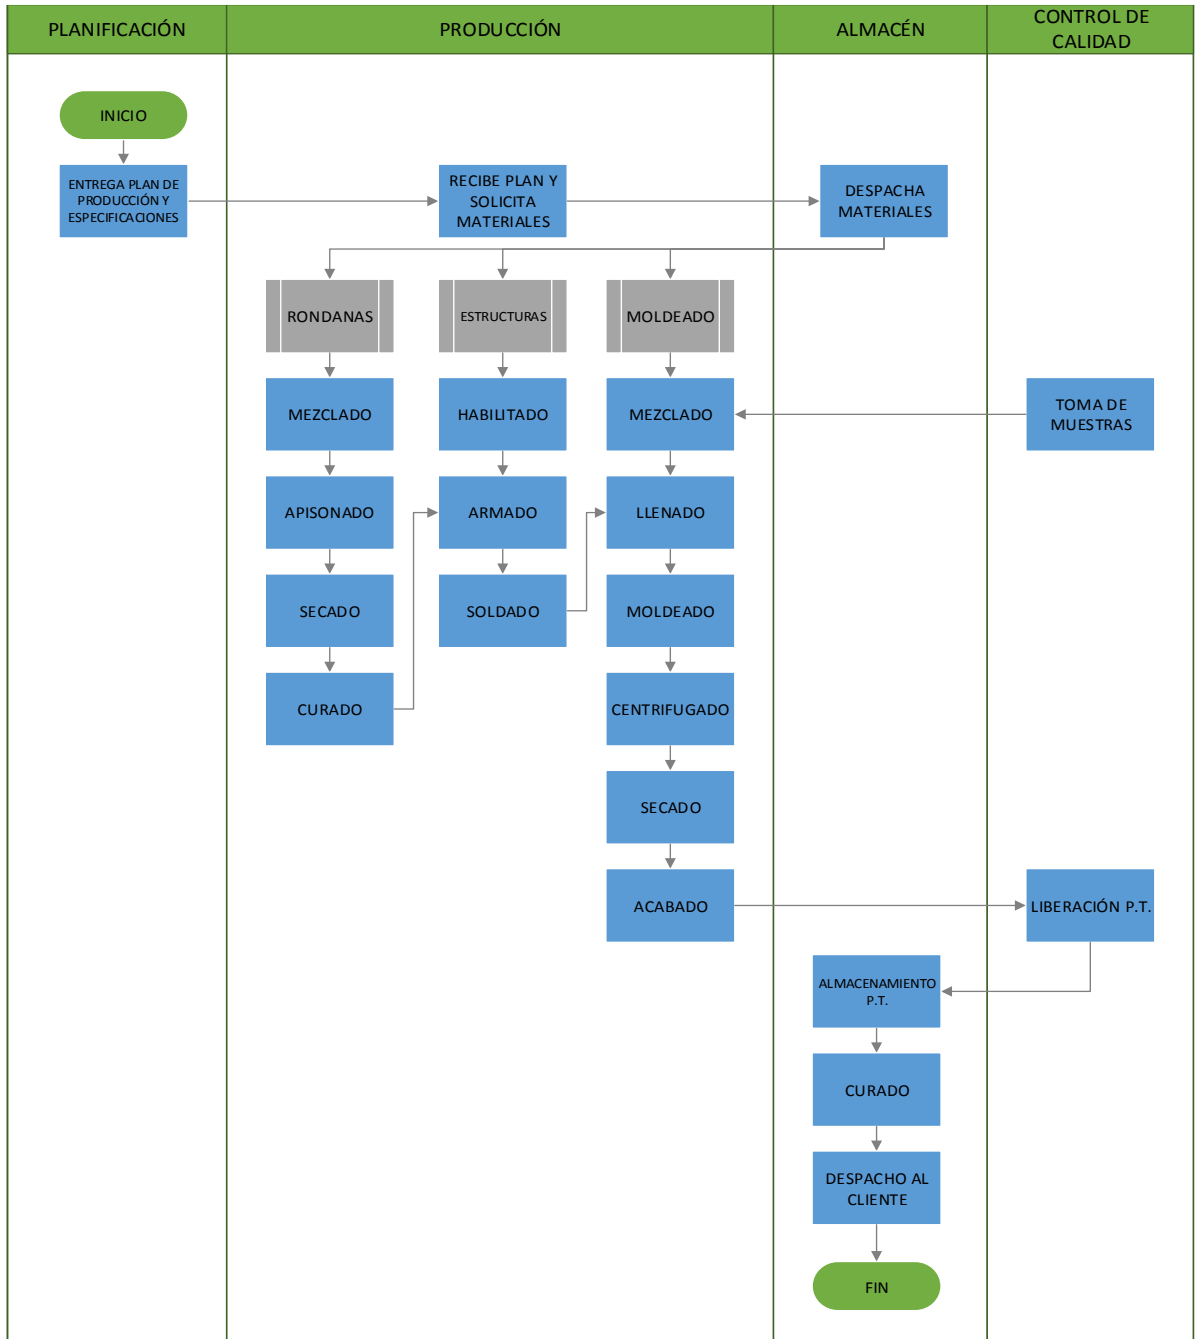 PLANIFICACIÓN
PRODUCCIÓN
ALMACÉN
CONTROL DE
CALIDAD
INICIO
ENTREGA PLAN DE
PRODUCCIÓN Y
ESPECIFICACIONES
RECIBE PLAN Y
SOLICITA
MATERIALES
DESPACHA
MATERIALES
RONDANAS
ESTRUCTURAS
MOLDEADO
MEZCLADO
HABILITADO
MEZCLADO
TOMA DE
MUESTRAS
APISONADO
ARMADO
LLENADO
SECADO
SOLDADO
MOLDEADO
CURADO
CENTRIFUGADO
SECADO
ACABADO
LIBERACIÓN P.T.
ALMACENAMIENTO
P.T.
CURADO
DESPACHO AL
CLIENTE
FIN